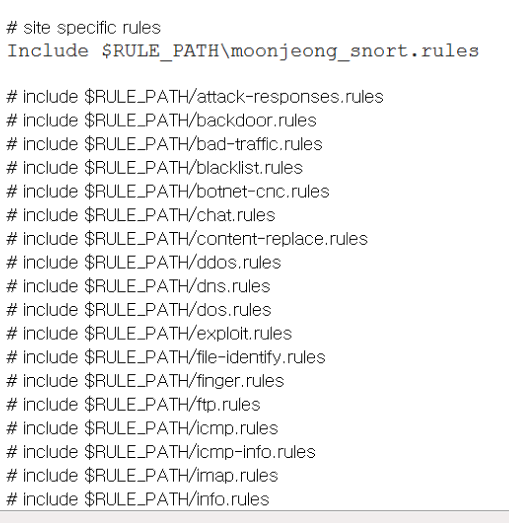 # site specific rules
Include $RULE_PATH\moonjeong_snort.rules
# include $RULE_PATH/attack-responses.rules
# include $RULE_PATH/backdoor.rules
# include $RULE_PATH/bad-traffic.rules
# include $RULE_PATH/blacklist.rules
# include $RULE_PATH/botnet-cnc.rules
# include $RULE_PATH/chat.rules
# include $RULE_PATH/content-replace.rules
# include $RULE_PATH/ddos.rules
# include $RULE_PATH/dns.rules
# include $RULE_PATH/dos.rules
# include $RULE_PATH/exploit.rules
# include $RULE_PATH/file-identify.rules
# include $RULE_PATH/finger.rules
# include $RULE_PATH/ftp.rules
# include $RULE_PATH/icmp.rules
# include $RULE_PATH/icmp-info.rules
# include $RULE_PATH/imap.rules
# include $RULE_PATH/info.rules